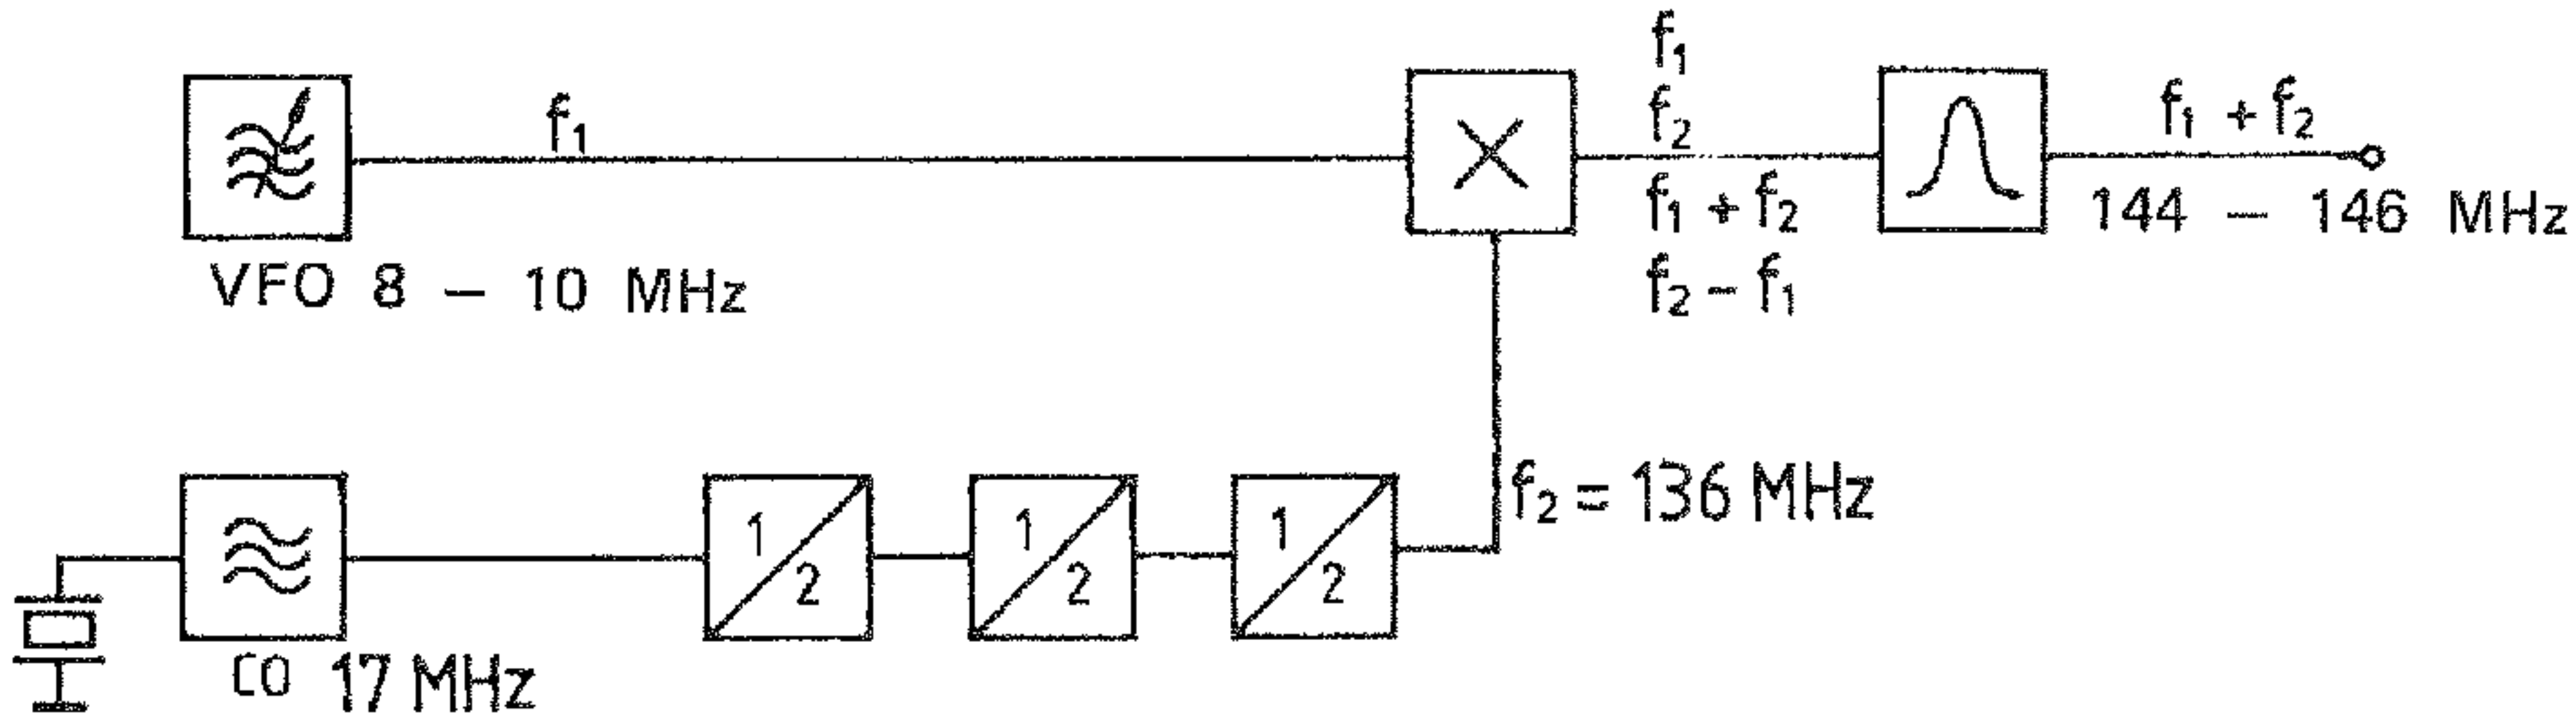 f₁
VFO 8 – 10 MHz
×
f₁
f₂
f₁ + f₂
f₂ – f₁
f₁ + f₂
144 – 146 MHz
CO 17 MHz
1/2
1/2
1/2
f₂ = 136 MHz